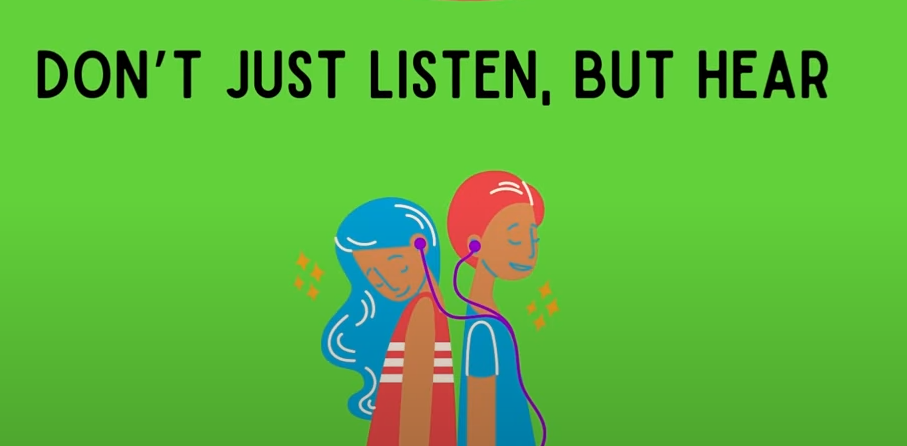 DON'T JUST LISTEN, BUT HEAR